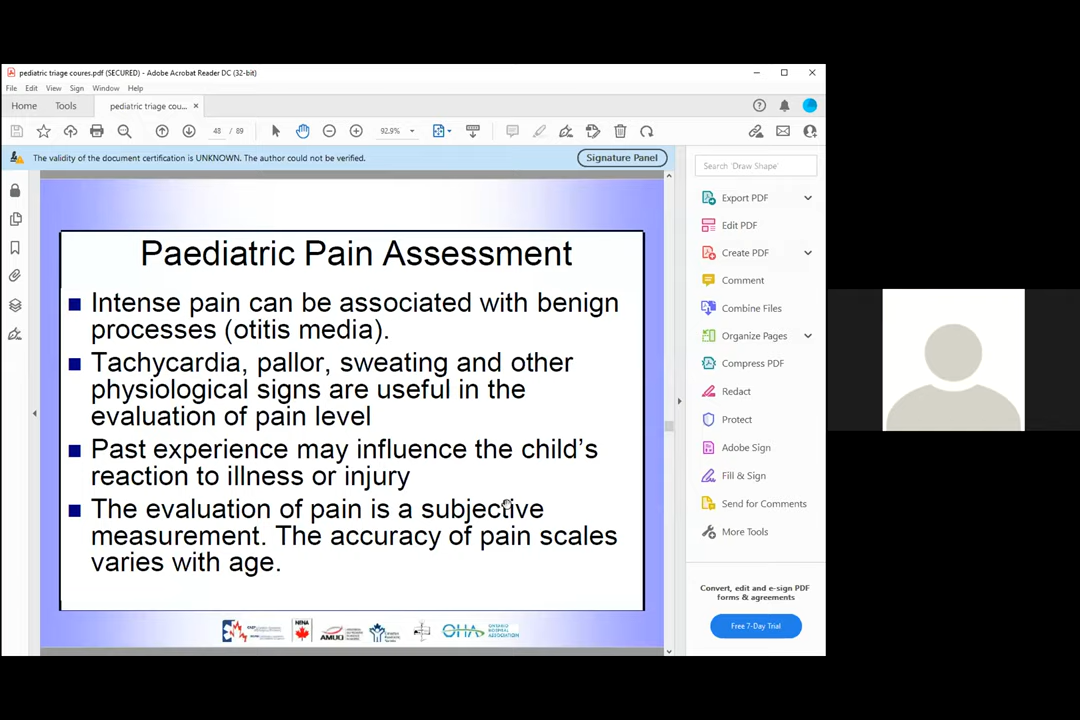 pediatric triage coures.pdf (SECURED) - Adobe Acrobat Reader DC (32-bit)
File Edit View Sign Window Help
Home Tools pediatric triage cou... ×
48 / 89 92.9%
The validity of the document certification is UNKNOWN. The author could not be verified.
Signature Panel
Paediatric Pain Assessment
Intense pain can be associated with benign
processes (otitis media).
Tachycardia, pallor, sweating and other
physiological signs are useful in the
evaluation of pain level
Past experience may influence the child's
reaction to illness or injury
The evaluation of pain is a subjective
measurement. The accuracy of pain scales
varies with age.
NENA
AMUQ
OHA ONTARIO
HOSPITAL
ASSOCIATION
Search 'Draw Shape'
Export PDF
Edit PDF
Create PDF
Comment
Combine Files
Organize Pages
Compress PDF
Redact
Protect
Adobe Sign
Fill & Sign
Send for Comments
More Tools
Convert, edit and e-sign PDF
forms & agreements
Free 7-Day Trial